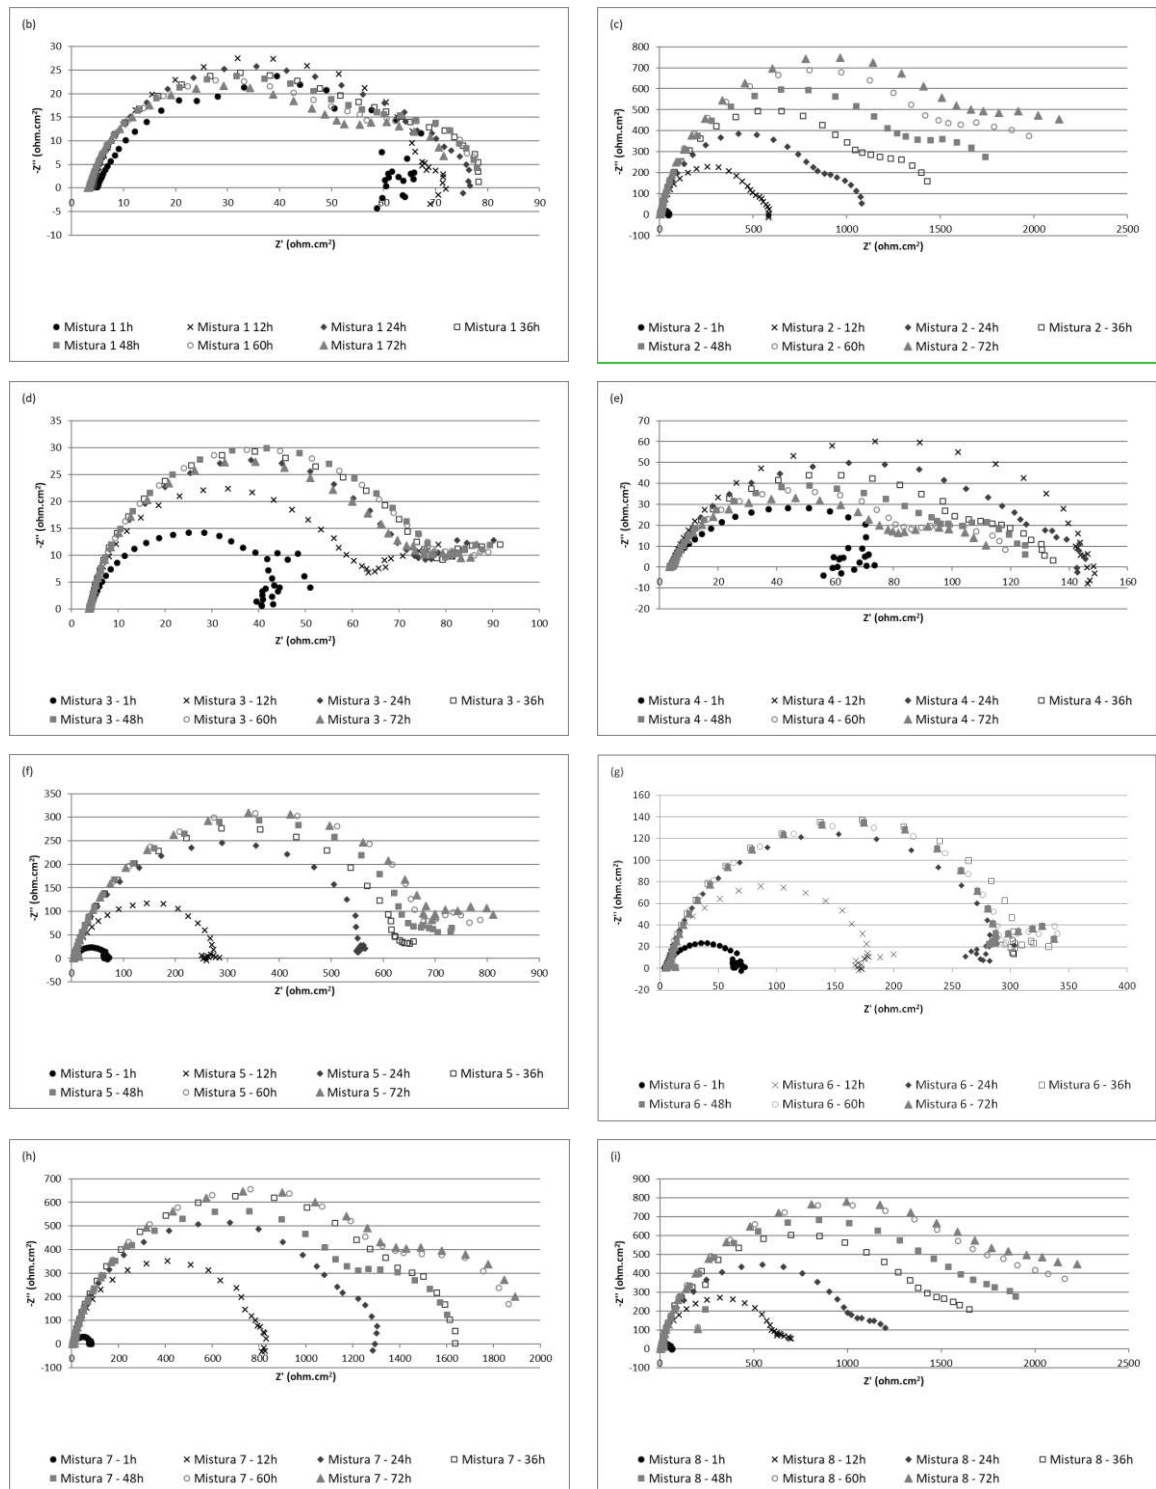 (b)
-Z'' (ohm.cm²)
30
25
20
15
10
5
0
-5
-10
0 10 20 30 40 50 60 70 80 90
Z' (ohm.cm²)
Mistura 1 1h Mistura 1 12h Mistura 1 24h Mistura 1 36h
Mistura 1 48h Mistura 1 60h Mistura 1 72h
(c)
-Z'' (ohm.cm²)
800
700
600
500
400
300
200
100
0
-100
0 500 1000 1500 2000 2500
Z' (ohm.cm²)
Mistura 2 - 1h Mistura 2 - 12h Mistura 2 - 24h Mistura 2 - 36h
Mistura 2 - 48h Mistura 2 - 60h Mistura 2 - 72h
(d)
-Z'' (ohm.cm²)
35
30
25
20
15
10
5
0
0 10 20 30 40 50 60 70 80 90 100
Z' (ohm.cm²)
Mistura 3 - 1h Mistura 3 - 12h Mistura 3 - 24h Mistura 3 - 36h
Mistura 3 - 48h Mistura 3 - 60h Mistura 3 - 72h
(e)
-Z'' (ohm.cm²)
70
60
50
40
30
20
10
0
-10
-20
0 20 40 60 80 100 120 140 160
Z' (ohm.cm²)
Mistura 4 - 1h Mistura 4 - 12h Mistura 4 - 24h Mistura 4 - 36h
Mistura 4 - 48h Mistura 4 - 60h Mistura 4 - 72h
(f)
-Z'' (ohm.cm²)
350
300
250
200
150
100
50
0
-50
0 100 200 300 400 500 600 700 800 900
Z' (ohm.cm²)
Mistura 5 - 1h Mistura 5 - 12h Mistura 5 - 24h Mistura 5 - 36h
Mistura 5 - 48h Mistura 5 - 60h Mistura 5 - 72h
(g)
-Z'' (ohm.cm²)
160
140
120
100
80
60
40
20
0
-20
0 50 100 150 200 250 300 350 400
Z' (ohm.cm²)
Mistura 6 - 1h Mistura 6 - 12h Mistura 6 - 24h Mistura 6 - 36h
Mistura 6 - 48h Mistura 6 - 60h Mistura 6 - 72h
(h)
-Z'' (ohm.cm²)
700
600
500
400
300
200
100
0
-100
0 200 400 600 800 1000 1200 1400 1600 1800 2000
Z' (ohm.cm²)
Mistura 7 - 1h Mistura 7 - 12h Mistura 7 - 24h Mistura 7 - 36h
Mistura 7 - 48h Mistura 7 - 60h Mistura 7 - 72h
(i)
-Z'' (ohm.cm²)
900
800
700
600
500
400
300
200
100
0
-100
0 500 1000 1500 2000 2500
Z' (ohm.cm²)
Mistura 8 - 1h Mistura 8 - 12h Mistura 8 - 24h Mistura 8 - 36h
Mistura 8 - 48h Mistura 8 - 60h Mistura 8 - 72h